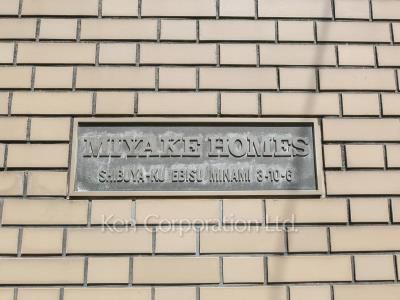 MIYAKE HOMES
SHIBUYA-KU EBISU MINAMI 3-10-6
Ken Corporation Ltd.